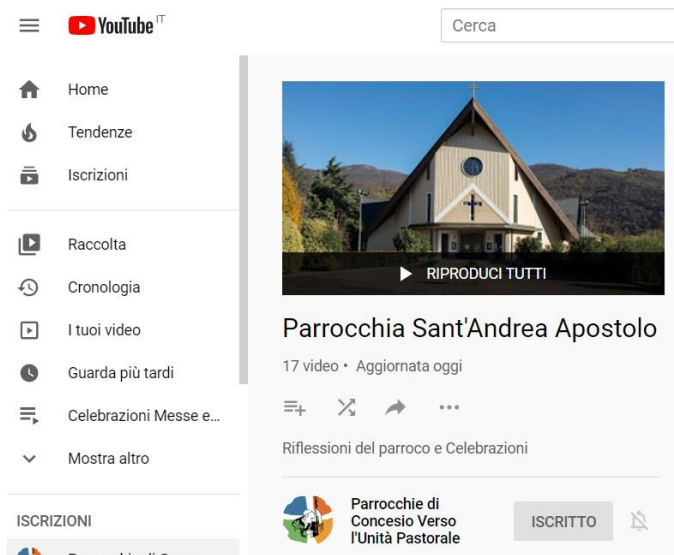 YouTube IT
Cerca
Home
Tendenze
Iscrizioni
Raccolta
Cronologia
I tuoi video
Guarda più tardi
Celebrazioni Messe e...
Mostra altro
ISCRIZIONI
RIPRODUCI TUTTI
Parrocchia Sant'Andrea Apostolo
17 video • Aggiornata oggi
Riflessioni del parroco e Celebrazioni
Parrocchie di
Concesio Verso
l'Unità Pastorale
ISCRITTO